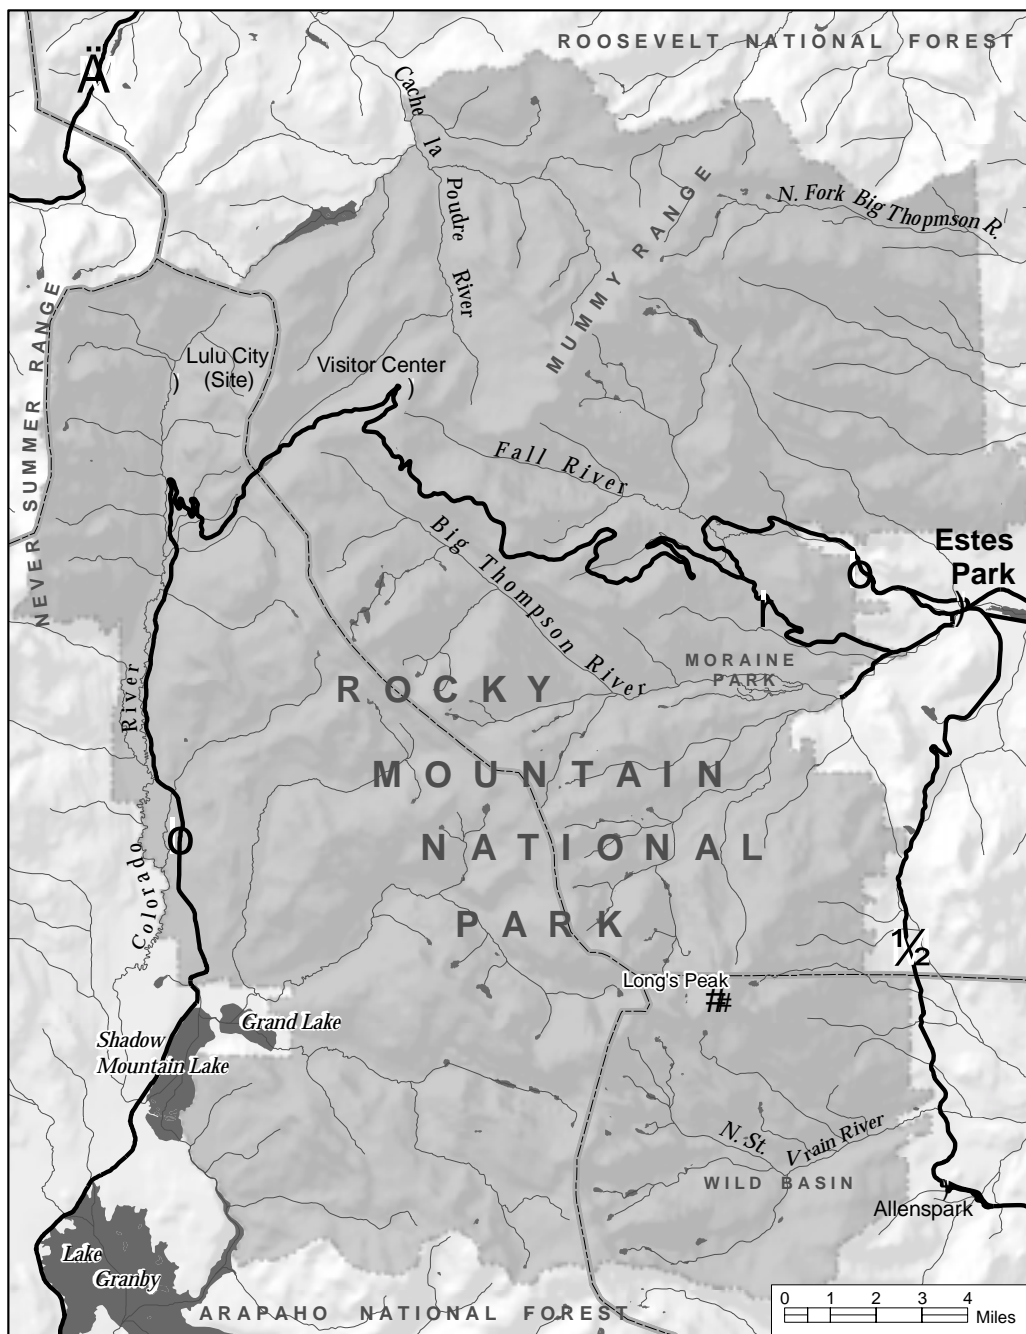 ROOSEVELT NATIONAL FOREST
Ä
Cache la Poudre River
N. Fork Big Thopmson R.
MUMMY RANGE
NEVER SUMMER RANGE
Lulu City
(Site)
)
Visitor Center
)
Fall River
Big Thompson River
Estes
Park
)
O
MORAINE
PARK
River
Colorado
O
ROCKY
MOUNTAIN
NATIONAL
PARK
½
Long's Peak
##
Grand Lake
Shadow
Mountain Lake
N. St. Vrain River
WILD BASIN
Allenspark
Lake
Granby
ARAPAHO NATIONAL FOREST
0 1 2 3 4
Miles